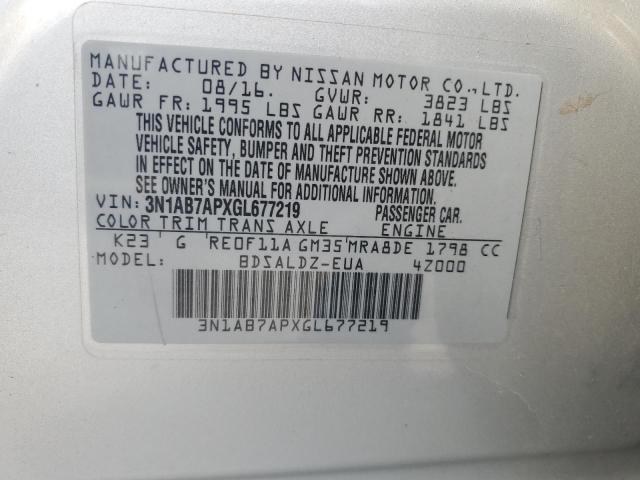 MANUFACTURED BY NISSAN MOTOR CO.,LTD.
DATE: 08/16. GVWR: 3823 LBS
GAWR FR: 1995 LBS GAWR RR: 1841 LBS
THIS VEHICLE CONFORMS TO ALL APPLICABLE FEDERAL MOTOR
VEHICLE SAFETY, BUMPER AND THEFT PREVENTION STANDARDS
IN EFFECT ON THE DATE OF MANUFACTURE SHOWN ABOVE.
SEE OWNER'S MANUAL FOR ADDITIONAL INFORMATION.
VIN: 3N1AB7APXGL677219 PASSENGER CAR.
COLOR TRIM TRANS AXLE ENGINE
K23 G RE0F11A GM35 MRA8DE 1798 CC
MODEL: BDSALDZ-EUA 4Z000
3N1AB7APXGL677219